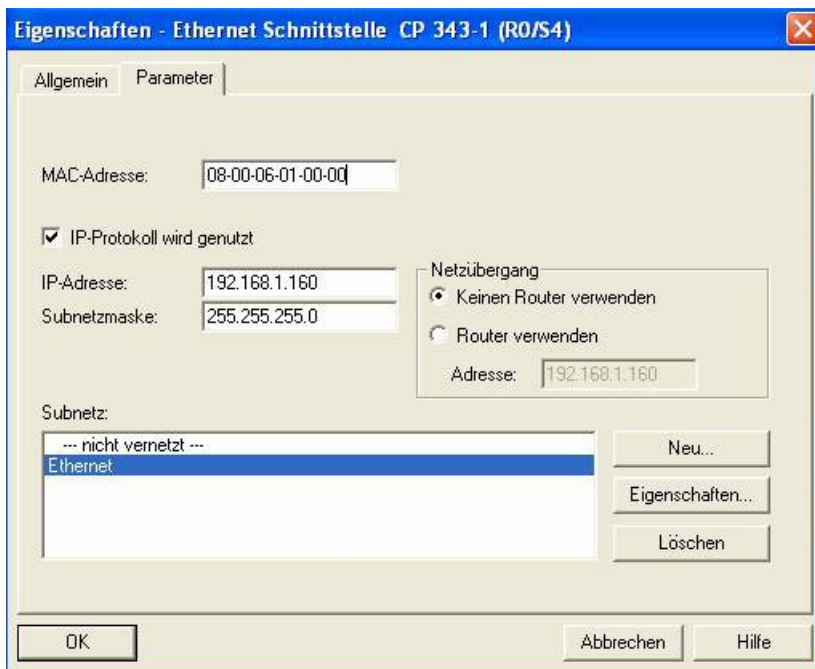 Eigenschaften - Ethernet Schnittstelle CP 343-1 (R0/S4)
Allgemein
Parameter
MAC-Adresse:
08-00-06-01-00-00
IP-Protokoll wird genutzt
IP-Adresse:
192.168.1.160
Subnetzmaske:
255.255.255.0
Netzübergang
Keinen Router verwenden
Router verwenden
Adresse:
192.168.1.160
Subnetz:
--- nicht vernetzt ---
Ethernet
Neu...
Eigenschaften...
Löschen
OK
Abbrechen
Hilfe